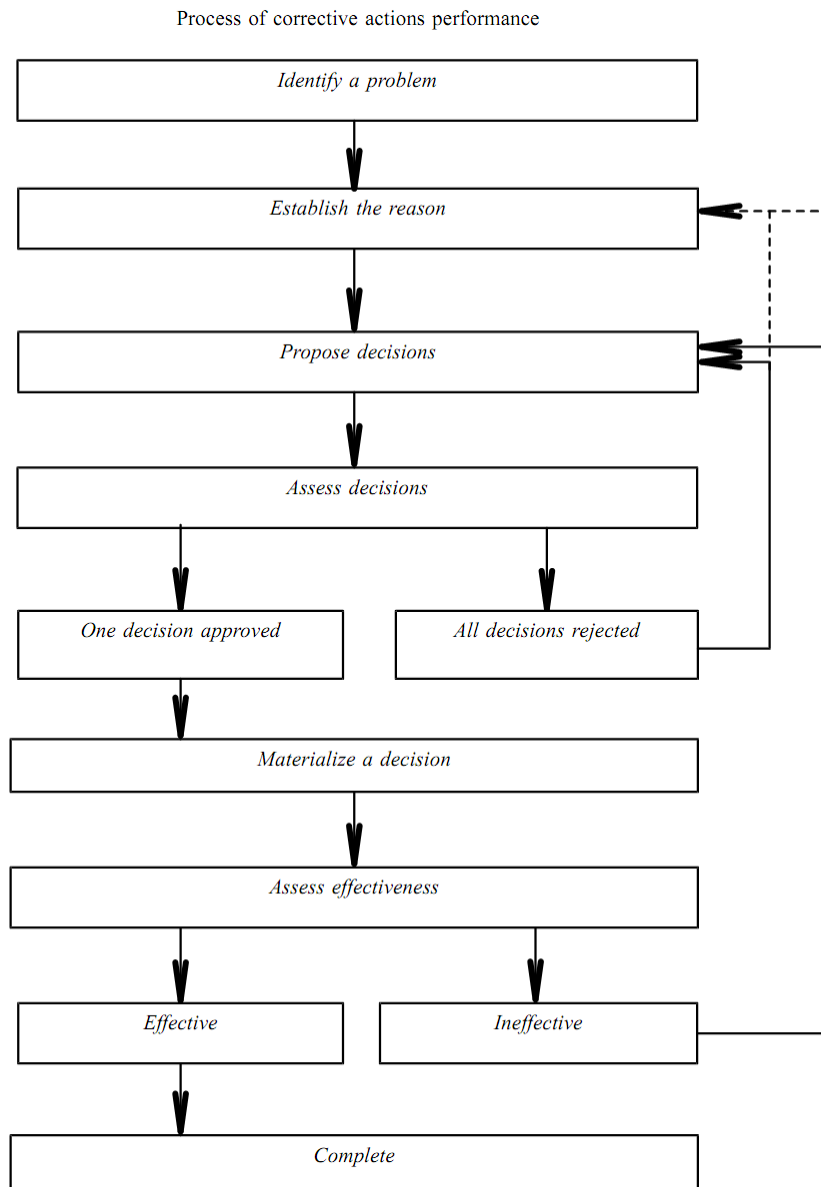 Process of corrective actions performance
Identify a problem
Establish the reason
Propose decisions
Assess decisions
One decision approved
All decisions rejected
Materialize a decision
Assess effectiveness
Effective
Ineffective
Complete